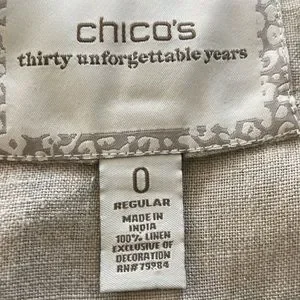 chico's
thirty unforgettable years
0
REGULAR
MADE IN
INDIA
100% LINEN
EXCLUSIVE OF
DECORATION
RN#79984